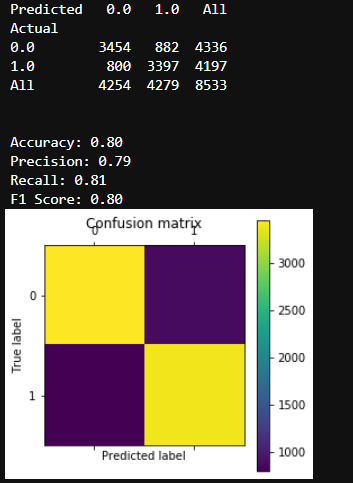 Predicted 0.0 1.0 All
Actual
0.0 3454 882 4336
1.0 800 3397 4197
All 4254 4279 8533
Accuracy: 0.80
Precision: 0.79
Recall: 0.81
F1 Score: 0.80
Confusion matrix
0 1
3000
2500
2000
1500
1000
0
1
True label
Predicted label